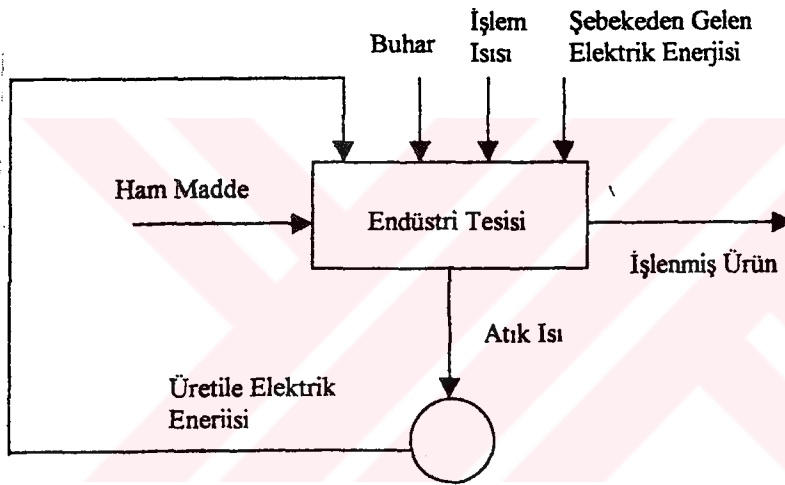 Buhar
İşlem
Isısı
Şebekeden Gelen
Elektrik Enerjisi
Ham Madde
Endüstri Tesisi
İşlenmiş Ürün
Atık Isı
Üretile Elektrik
Eneriisi